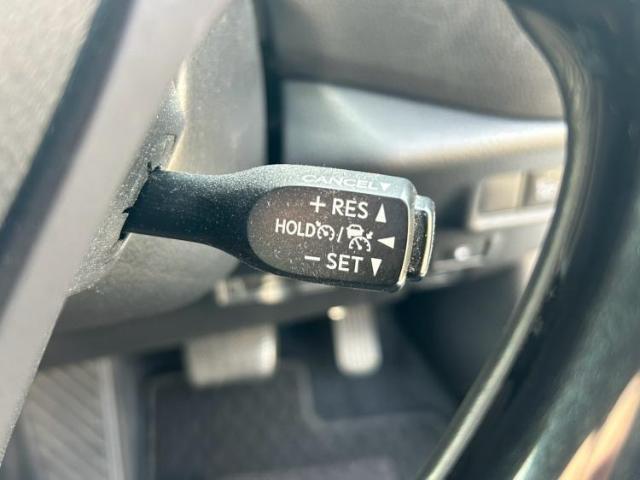 CANCEL▼
+ RES ▲
HOLD / ◀
− SET ▼